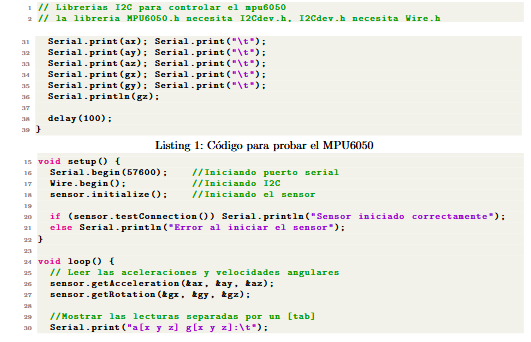 1 // Librerias I2C para controlar el mpu6050
2 // la libreria MPU6050.h necesita I2Cdev.h, I2Cdev.h necesita Wire.h
31 Serial.print(ax); Serial.print("\t");
32 Serial.print(ay); Serial.print("\t");
33 Serial.print(az); Serial.print("\t");
34 Serial.print(gx); Serial.print("\t");
35 Serial.print(gy); Serial.print("\t");
36 Serial.println(gz);
37
38 delay(100);
39 }
Listing 1: Código para probar el MPU6050
15 void setup() {
16 Serial.begin(57600); //Iniciando puerto serial
17 Wire.begin(); //Iniciando I2C
18 sensor.initialize(); //Iniciando el sensor
19
20 if (sensor.testConnection()) Serial.println("Sensor iniciado correctamente");
21 else Serial.println("Error al iniciar el sensor");
22 }
23
24 void loop() {
25 // Leer las aceleraciones y velocidades angulares
26 sensor.getAcceleration(&ax, &ay, &az);
27 sensor.getRotation(&gx, &gy, &gz);
28
29 //Mostrar las lecturas separadas por un [tab]
30 Serial.print("a[x y z] g[x y z]:\t");